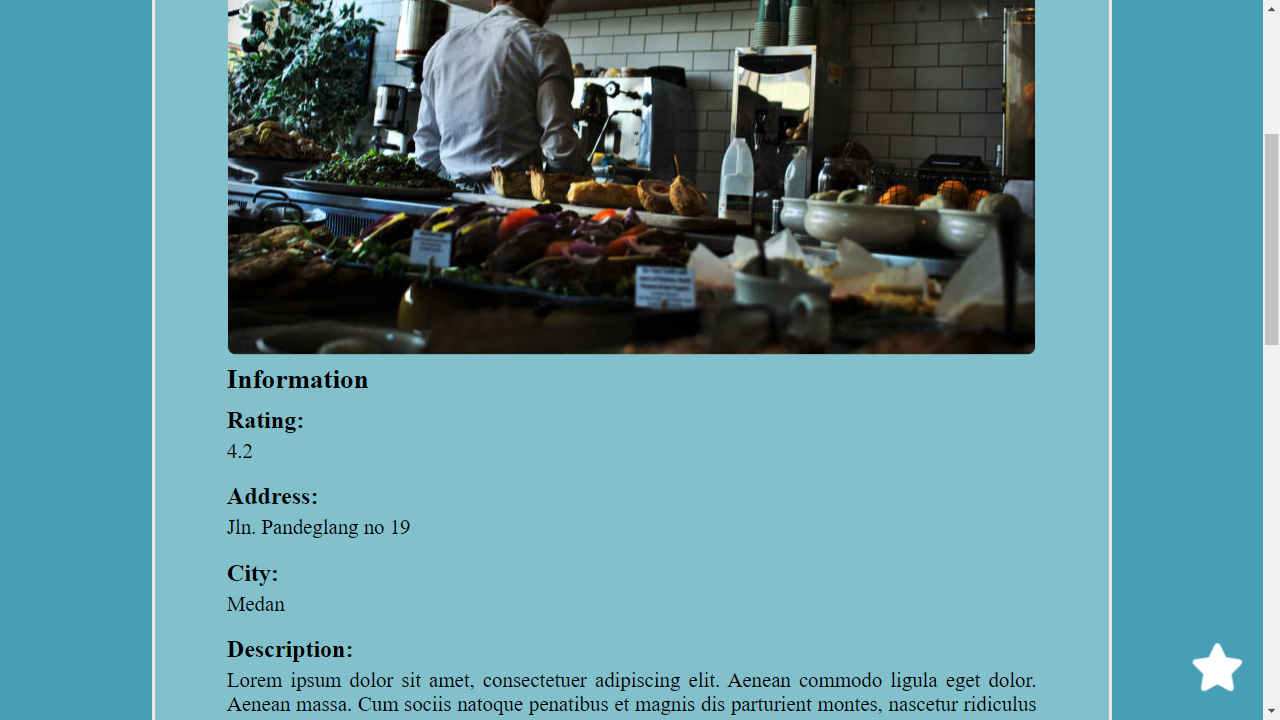 Information
Rating:
4.2
Address:
Jln. Pandeglang no 19
City:
Medan
Description:
Lorem ipsum dolor sit amet, consectetuer adipiscing elit. Aenean commodo ligula eget dolor.
Aenean massa. Cum sociis natoque penatibus et magnis dis parturient montes, nascetur ridiculus